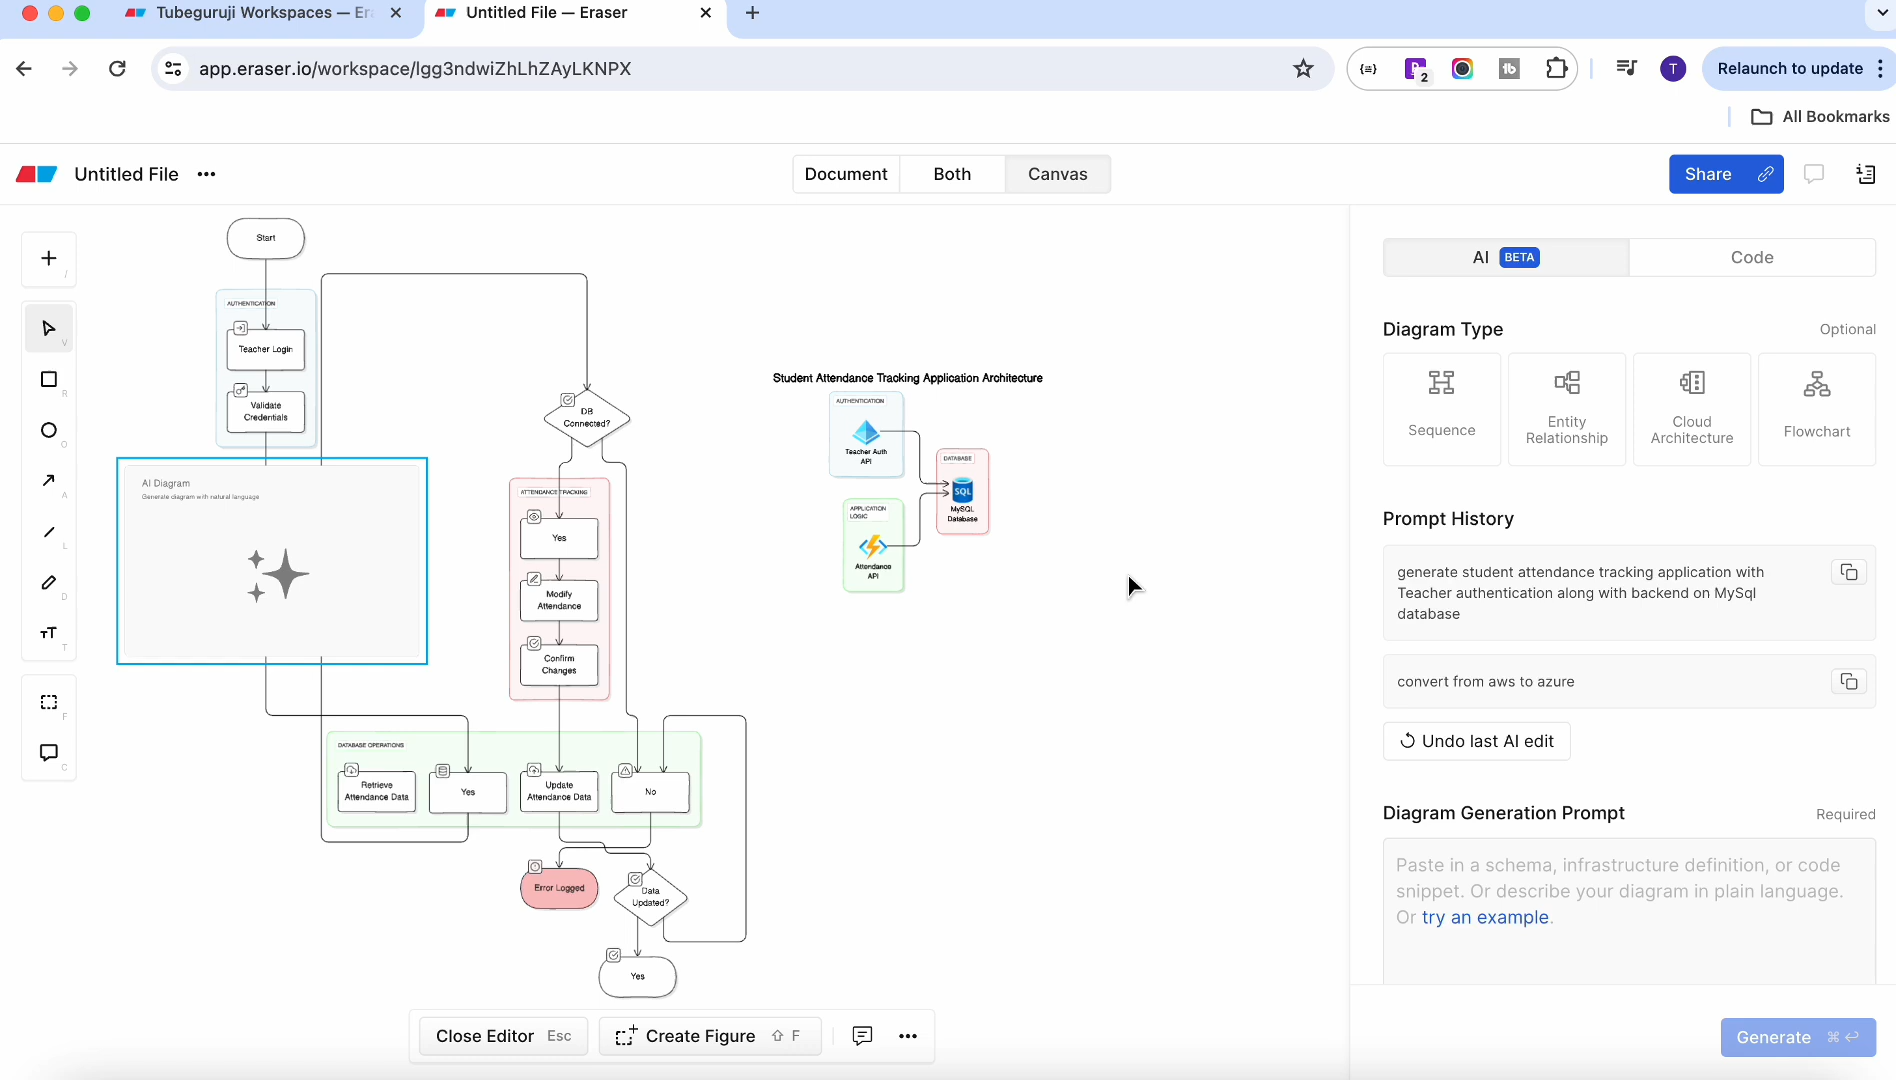 Tubeguruji Workspaces — Er
Untitled File — Eraser
app.eraser.io/workspace/lgg3ndwiZhLhZAyLKNPX
2
tb
T
Relaunch to update
All Bookmarks
Untitled File
Document
Both
Canvas
Share
/
V
R
O
A
L
D
T
F
C
Start
AUTHENTICATION
Teacher Login
Validate
Credentials
AI Diagram
Generate diagram with natural language
DB
Connected?
ATTENDANCE TRACKING
Yes
Modify
Attendance
Confirm
Changes
DATABASE OPERATIONS
Retrieve
Attendance Data
Yes
Update
Attendance Data
No
Error Logged
Data
Updated?
Yes
Student Attendance Tracking Application Architecture
AUTHENTICATION
Teacher Auth
API
DATABASE
SQL
MySQL
Database
APPLICATION
LOGIC
Attendance
API
Close Editor Esc
Create Figure ⇧ F
AI BETA
Code
Diagram Type
Optional
Sequence
Entity
Relationship
Cloud
Architecture
Flowchart
Prompt History
generate student attendance tracking application with
Teacher authentication along with backend on MySql
database
convert from aws to azure
Undo last AI edit
Diagram Generation Prompt
Required
Paste in a schema, infrastructure definition, or code
snippet. Or describe your diagram in plain language.
Or try an example.
Generate ⌘ ↩